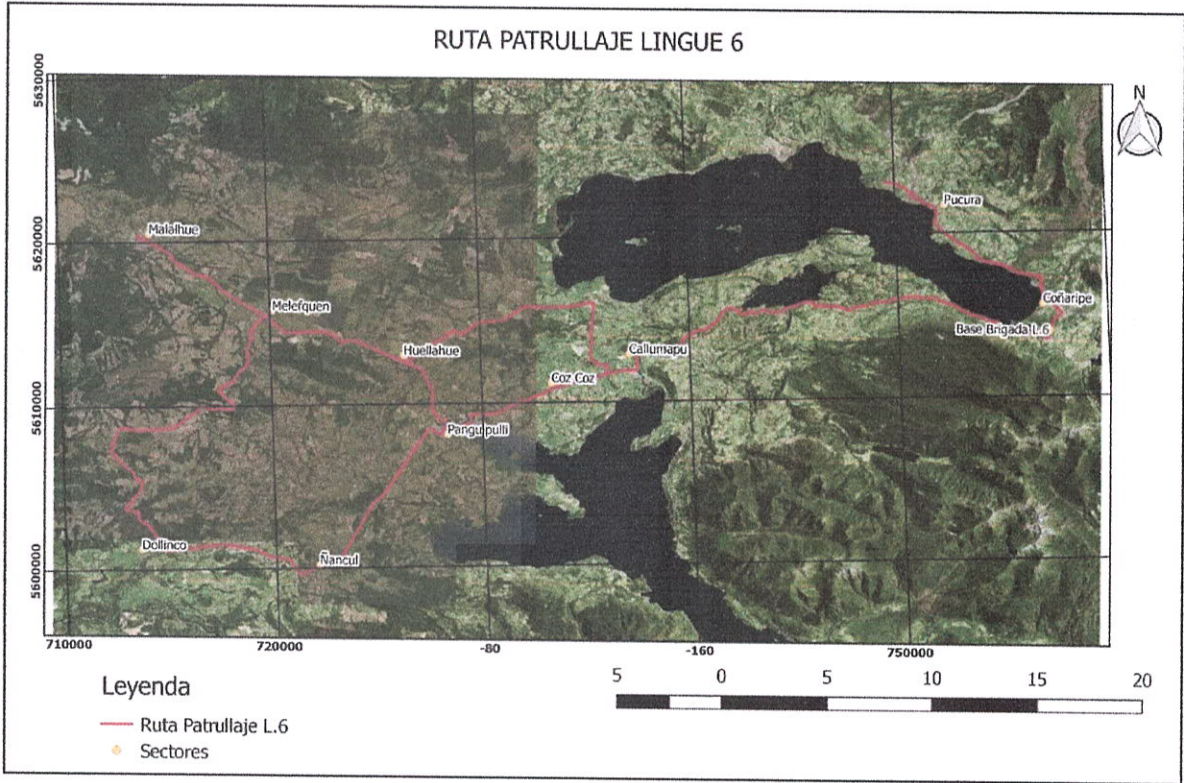 RUTA PATRULLAJE LINGUE 6
N
5630000
5620000
5610000
5600000
Pucura
Malalhue
Melefquen
Coñaripe
Base Brigada L.6
Huellahue
Callumapu
Coz Coz
Panguipulli
Dollinco
Ñancul
710000
720000
-80
-160
750000
Leyenda
Ruta Patrullaje L.6
Sectores
5
0
5
10
15
20